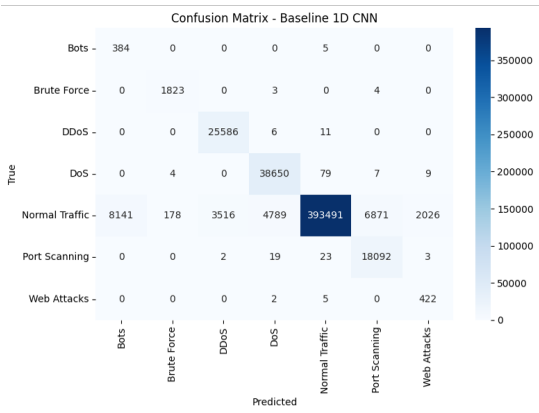 Confusion Matrix - Baseline 1D CNN
True
Bots 384 0 0 0 5 0 0
Brute Force 0 1823 0 3 0 4 0
DDoS 0 0 25586 6 11 0 0
DoS 0 4 0 38650 79 7 9
Normal Traffic 8141 178 3516 4789 393491 6871 2026
Port Scanning 0 0 2 19 23 18092 3
Web Attacks 0 0 0 2 5 0 422
Bots Brute Force DDoS DoS Normal Traffic Port Scanning Web Attacks
Predicted
350000
300000
250000
200000
150000
100000
50000
0